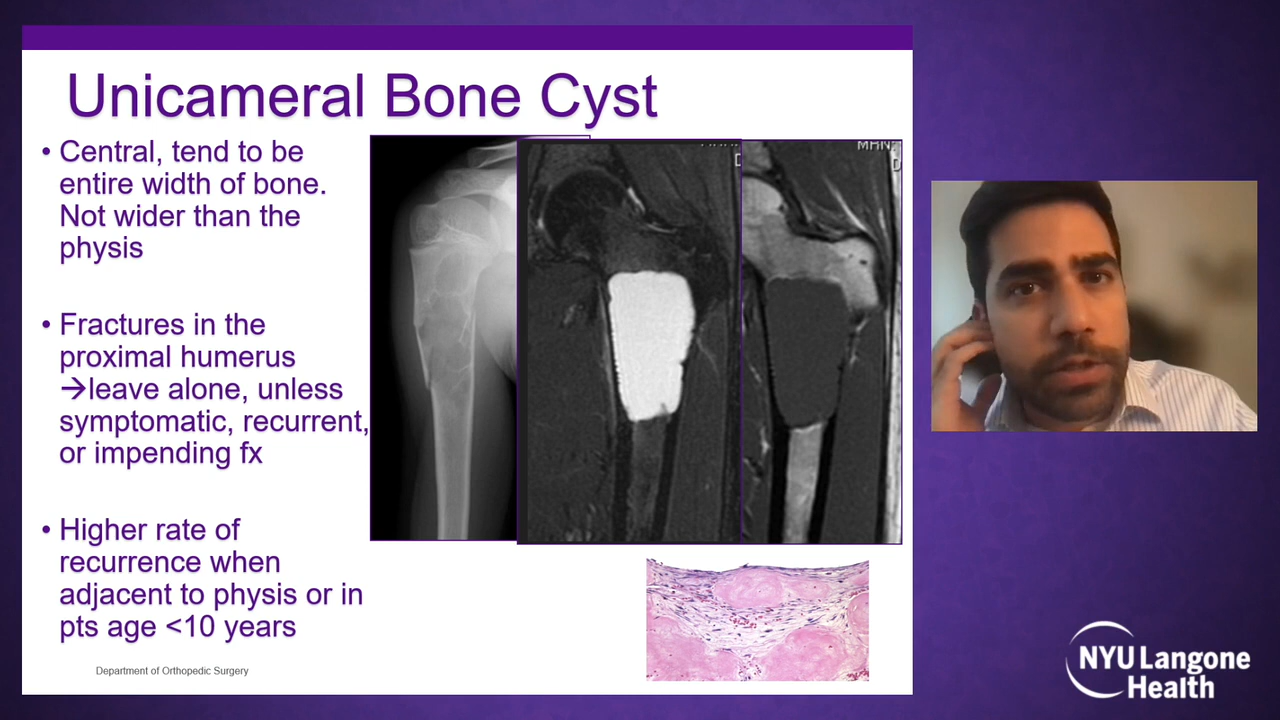 Unicameral Bone Cyst
• Central, tend to be
entire width of bone.
Not wider than the
physis
• Fractures in the
proximal humerus
→leave alone, unless
symptomatic, recurrent,
or impending fx
• Higher rate of
recurrence when
adjacent to physis or in
pts age <10 years
Department of Orthopedic Surgery
D
D
NYU Langone
Health